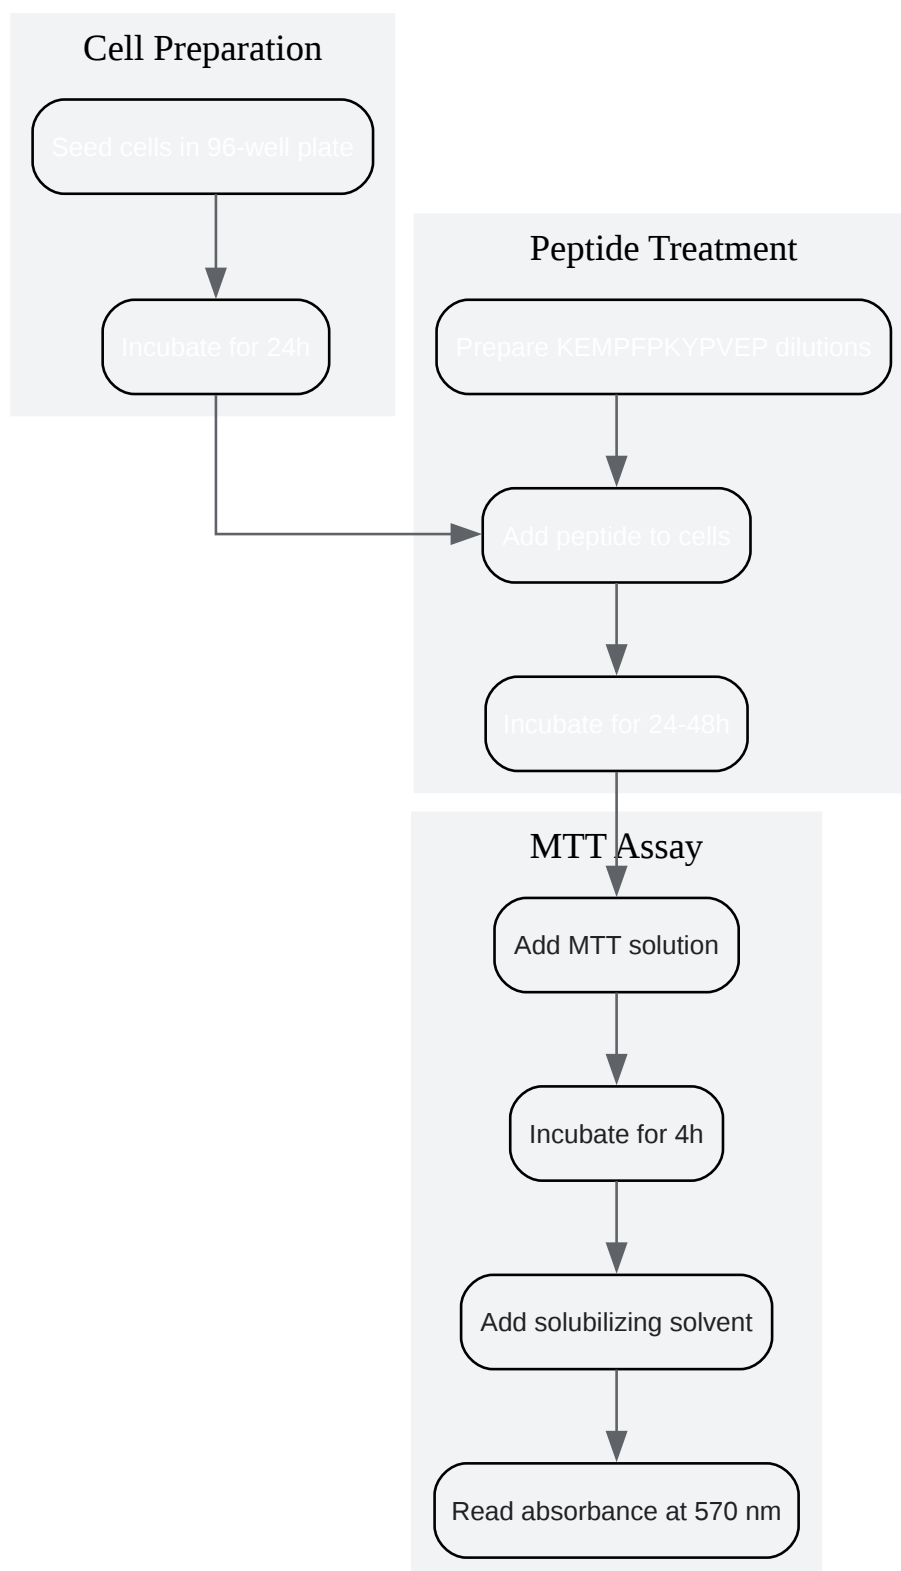 Cell Preparation
Seed cells in 96-well plate
Incubate for 24h
Peptide Treatment
Prepare KEMPFPKYPVEP dilutions
Add peptide to cells
Incubate for 24-48h
MTT Assay
Add MTT solution
Incubate for 4h
Add solubilizing solvent
Read absorbance at 570 nm